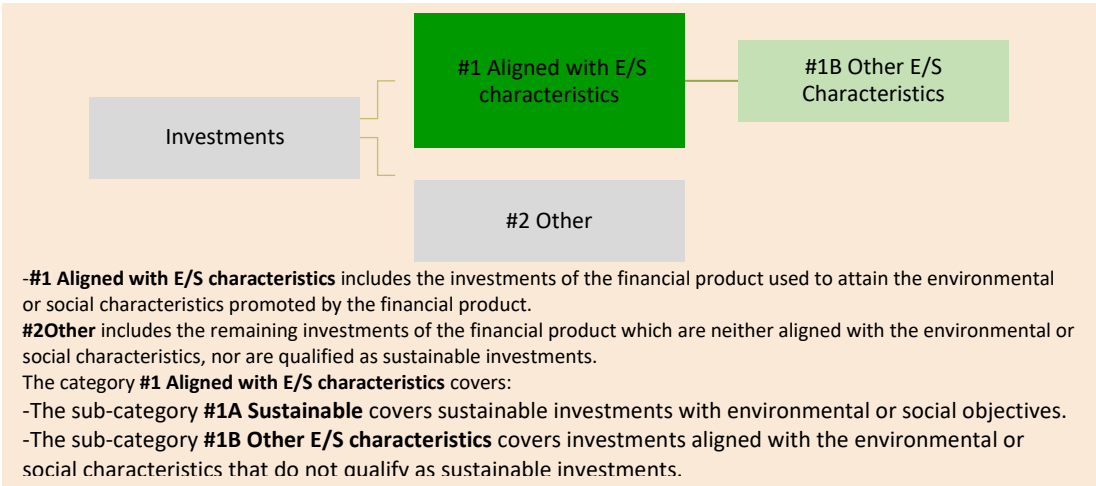 #1 Aligned with E/S
characteristics
#1B Other E/S
Characteristics
Investments
#2 Other
-#1 Aligned with E/S characteristics includes the investments of the financial product used to attain the environmental
or social characteristics promoted by the financial product.
#2Other includes the remaining investments of the financial product which are neither aligned with the environmental or
social characteristics, nor are qualified as sustainable investments.
The category #1 Aligned with E/S characteristics covers:
-The sub-category #1A Sustainable covers sustainable investments with environmental or social objectives.
-The sub-category #1B Other E/S characteristics covers investments aligned with the environmental or
social characteristics that do not qualify as sustainable investments.